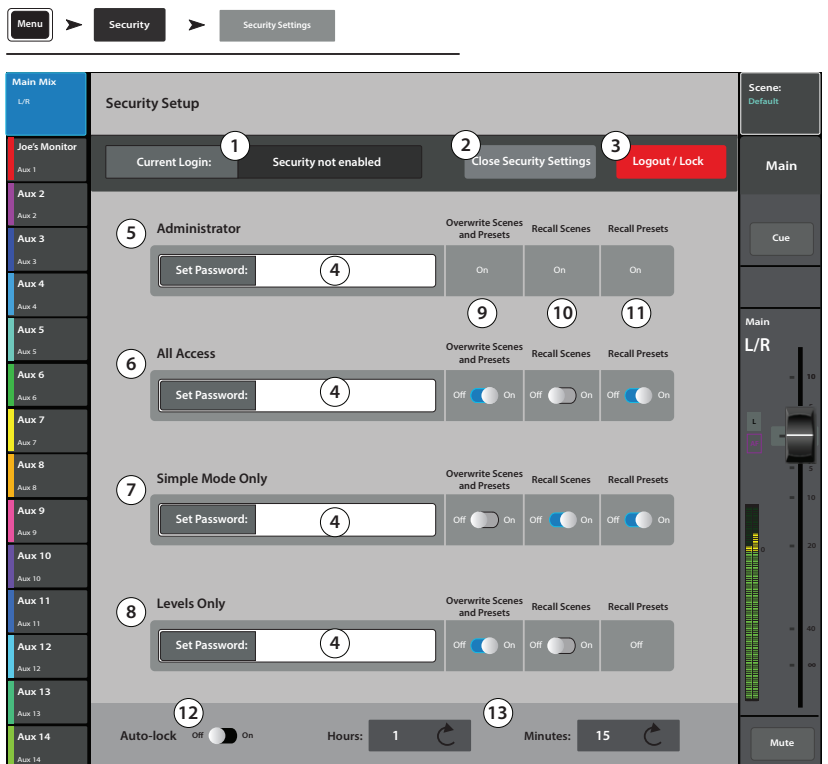 Menu
Security
Security Settings
Main Mix
L/R
Joe's Monitor
Aux 1
Aux 2
Aux 2
Aux 3
Aux 3
Aux 4
Aux 4
Aux 5
Aux 5
Aux 6
Aux 6
Aux 7
Aux 7
Aux 8
Aux 8
Aux 9
Aux 9
Aux 10
Aux 10
Aux 11
Aux 11
Aux 12
Aux 12
Aux 13
Aux 13
Aux 14
Aux 14
Security Setup
1
Current Login:
Security not enabled
2
Close Security Settings
3
Logout / Lock
5
Administrator
Overwrite Scenes
and Presets
Recall Scenes
Recall Presets
Set Password:
4
On
On
On
9
10
11
6
All Access
Overwrite Scenes
and Presets
Recall Scenes
Recall Presets
Set Password:
4
Off On
Off On
Off On
7
Simple Mode Only
Overwrite Scenes
and Presets
Recall Scenes
Recall Presets
Set Password:
4
Off On
Off On
Off On
8
Levels Only
Overwrite Scenes
and Presets
Recall Scenes
Recall Presets
Set Password:
4
Off On
Off On
Off
12
Auto-lock
Off On
Hours:
1
13
Minutes:
15
Scene:
Default
Main
Cue
Main
L/R
10
L
5
10
0
20
40
∞
Mute